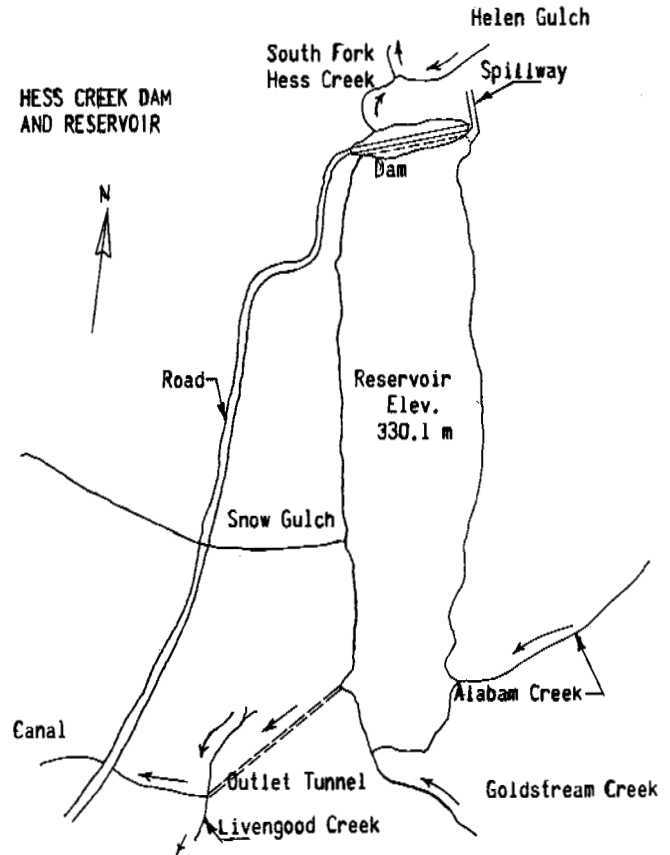 Helen Gulch
South Fork
Hess Creek
Spillway
HESS CREEK DAM
AND RESERVOIR
Dam
N
Road
Reservoir
Elev.
330.1 m
Snow Gulch
Alabam Creek
Canal
Outlet Tunnel
Goldsfream Creek
Livengood Creek